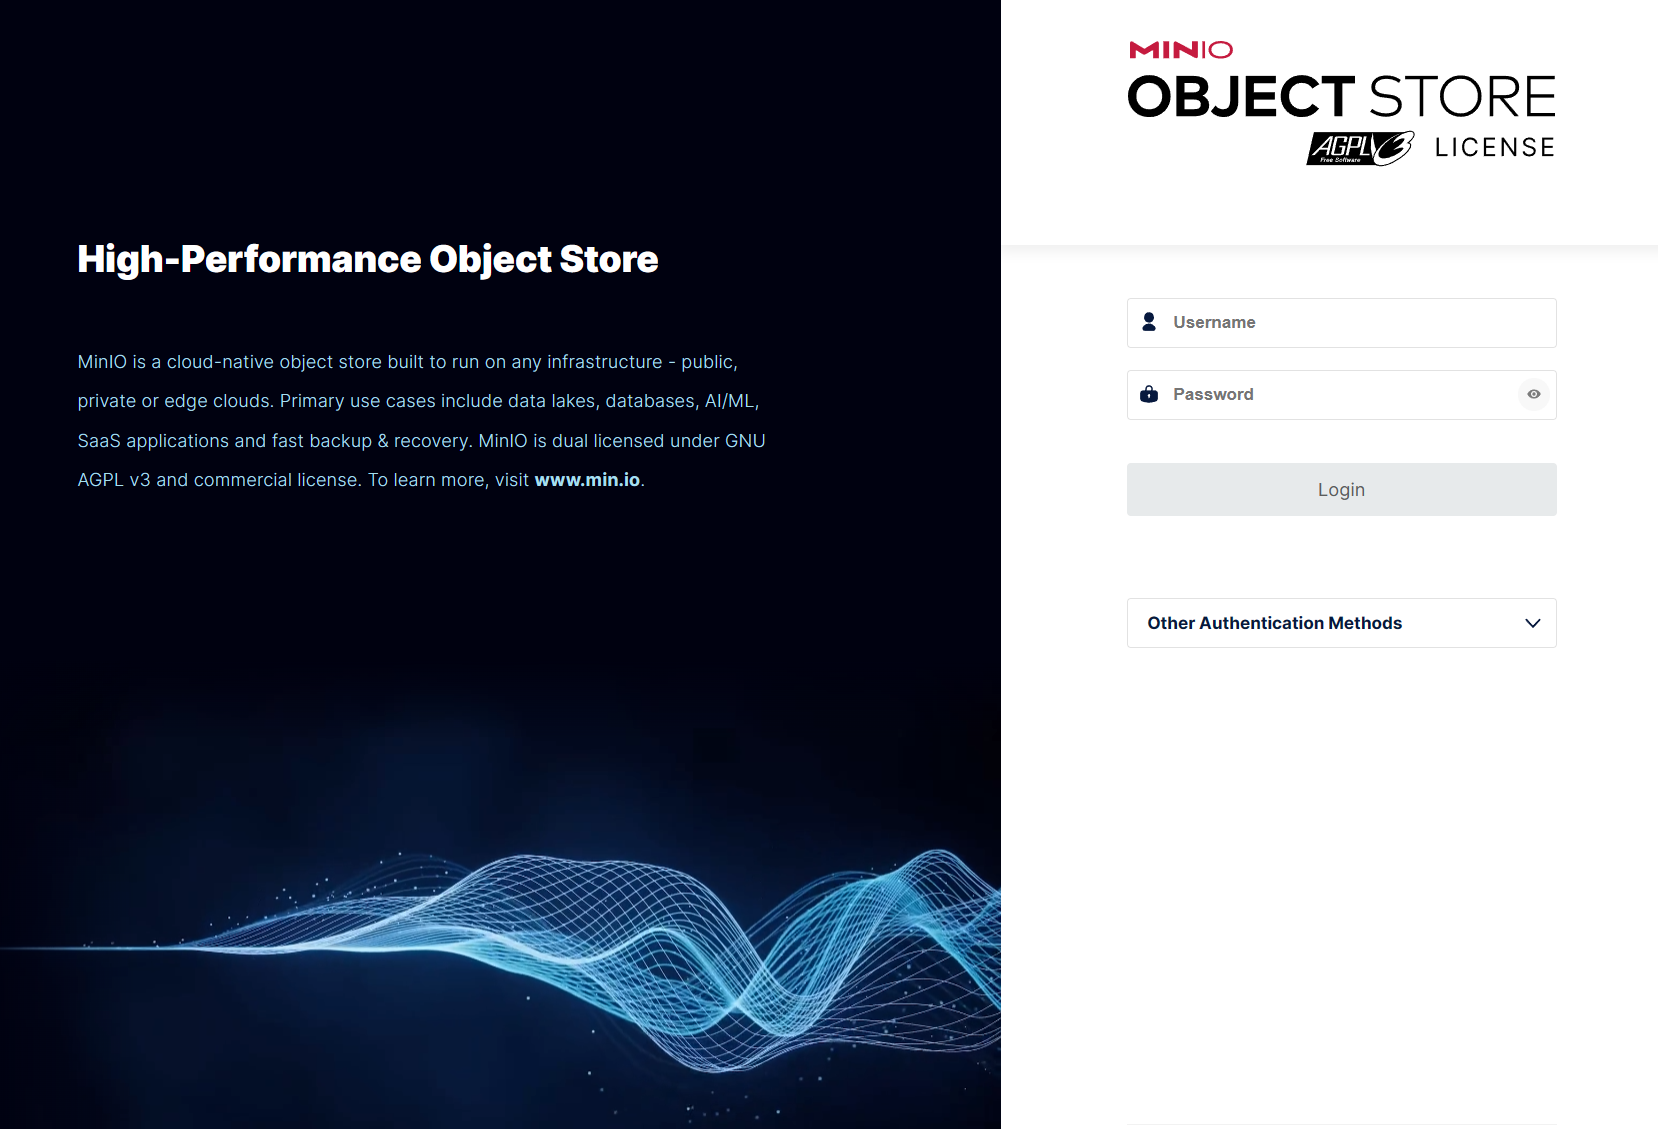 High-Performance Object Store
MinIO is a cloud-native object store built to run on any infrastructure - public,
private or edge clouds. Primary use cases include data lakes, databases, AI/ML,
SaaS applications and fast backup & recovery. MinIO is dual licensed under GNU
AGPL v3 and commercial license. To learn more, visit www.min.io.
MINIO
OBJECT STORE
AGPLv3 LICENSE
Free Software
Username
Password
Login
Other Authentication Methods